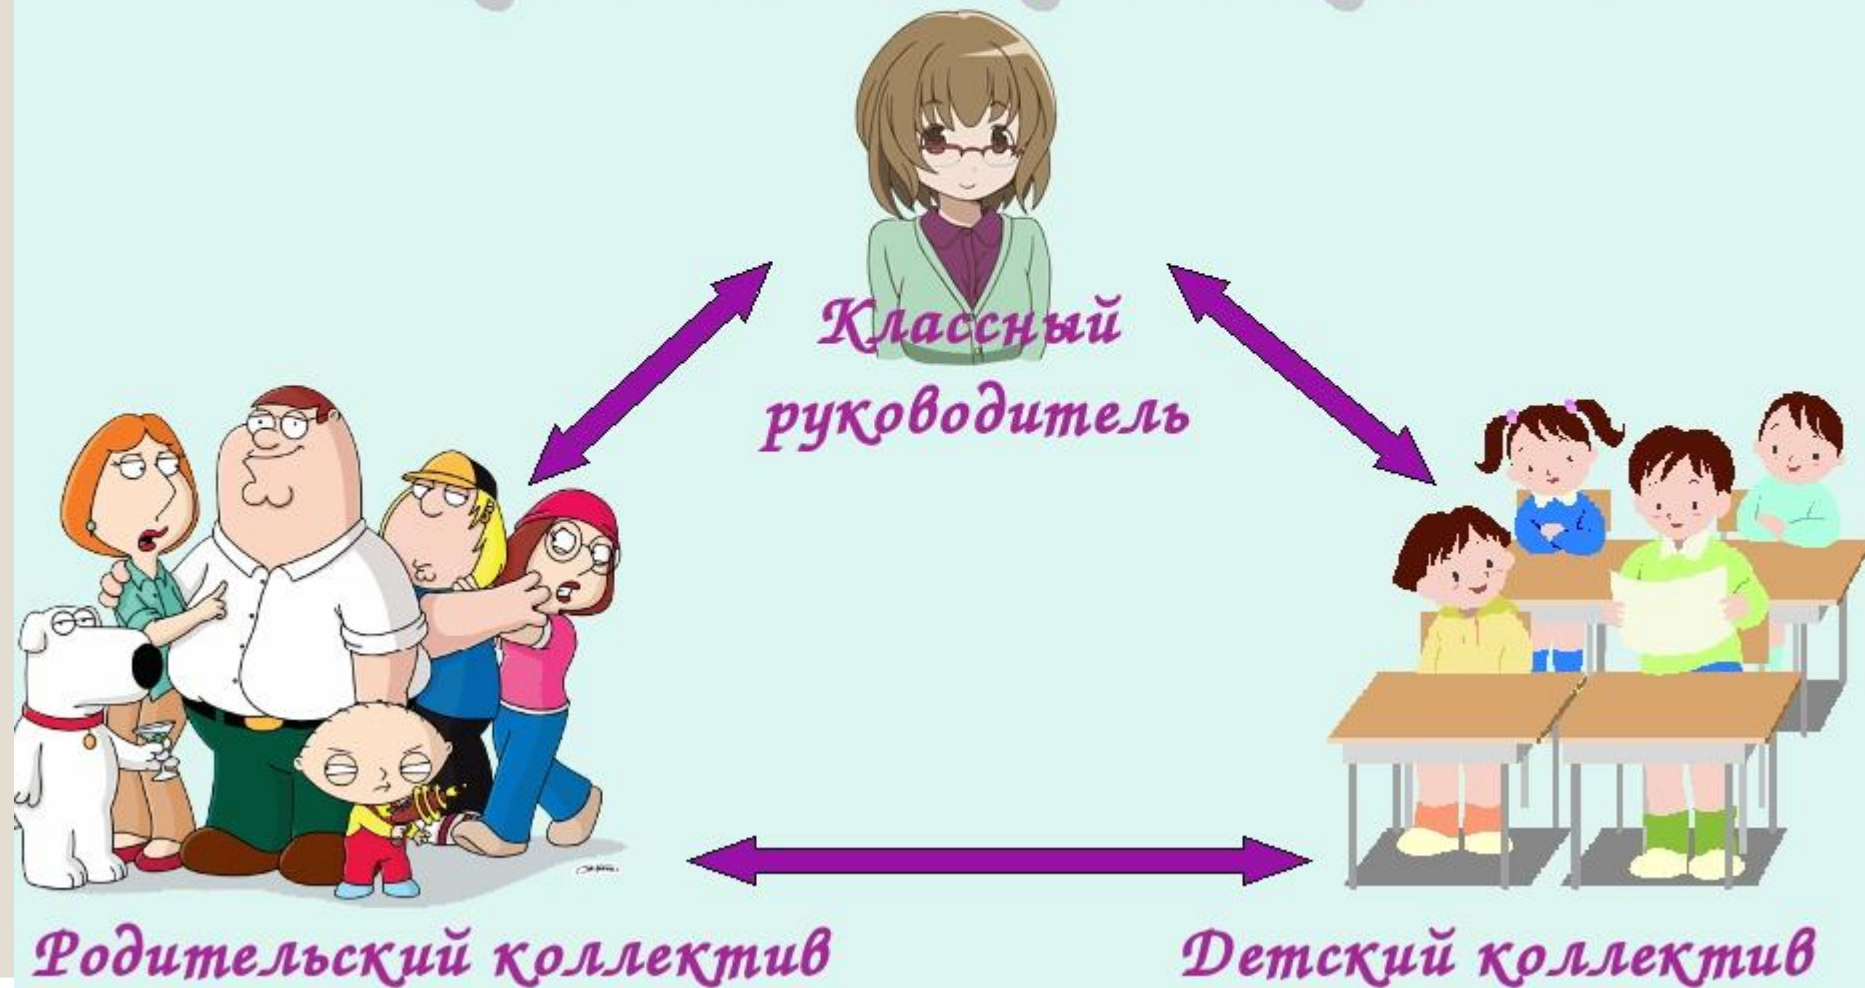 Классный
руководитель
Родительский коллектив
Детский коллектив